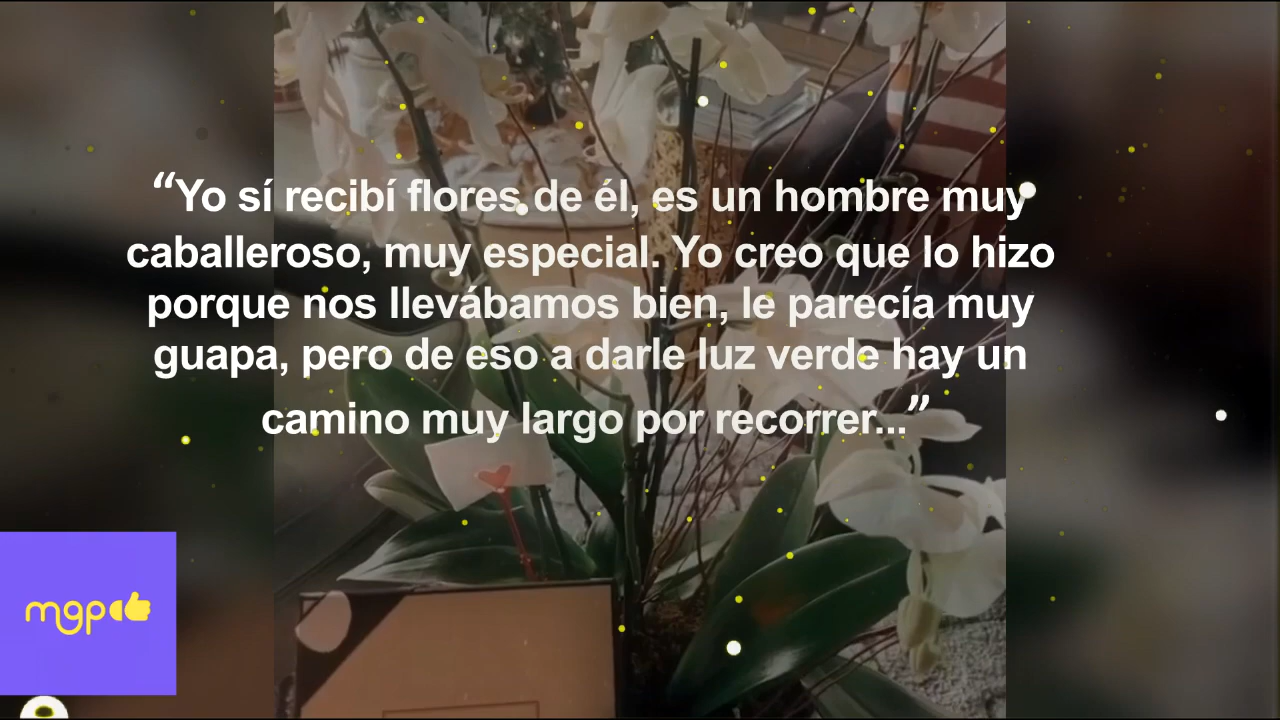 “Yo sí recibí flores de él, es un hombre muy
caballeroso, muy especial. Yo creo que lo hizo
porque nos llevábamos bien, le parecía muy
guapa, pero de eso a darle luz verde hay un
camino muy largo por recorrer...”
mgp